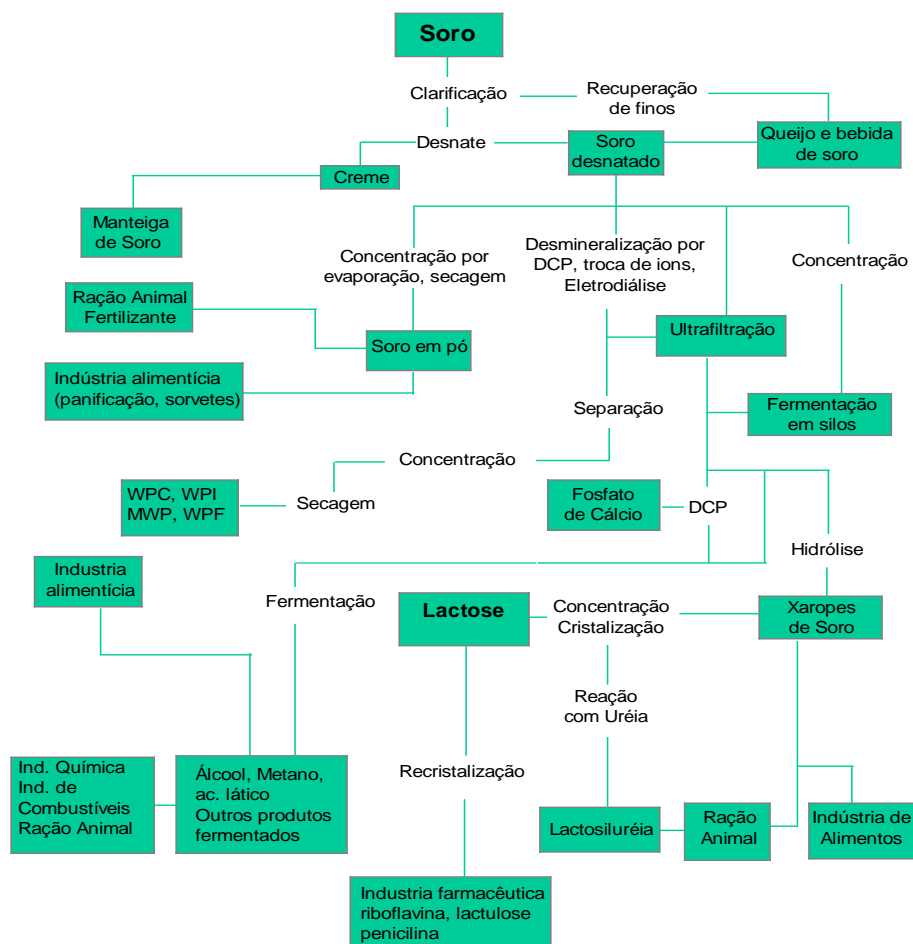 Soro
Clarificação
Recuperação
de finos
Desnate
Soro
desnatado
Queijo e bebida
de soro
Creme
Manteiga
de Soro
Concentração por
evaporação, secagem
Desmineralização por
DCP, troca de ions,
Eletrodiálise
Concentração
Ração Animal
Fertilizante
Soro em pó
Ultrafiltração
Indústria alimentícia
(panificação, sorvetes)
Separação
Fermentação
em silos
Concentração
WPC, WPI
MWP, WPF
Secagem
Fosfato
de Cálcio
DCP
Hidrólise
Industria
alimentícia
Fermentação
Lactose
Concentração
Cristalização
Xaropes
de Soro
Reação
com Uréia
Ind. Química
Ind. de
Combustíveis
Ração Animal
Álcool, Metano,
ac. lático
Outros produtos
fermentados
Recristalização
Lactosiluréia
Ração
Animal
Indústria de
Alimentos
Industria farmacêutica
riboflavina, lactulose
penicilina